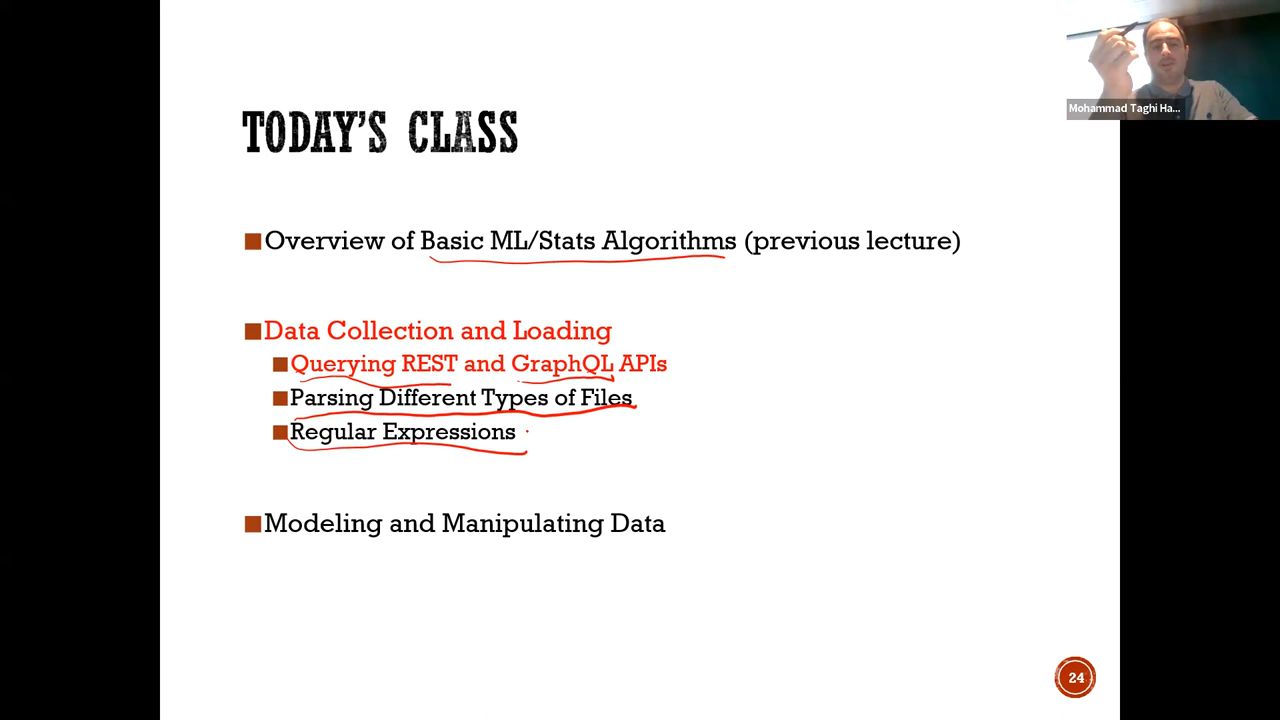 Mohammad Taghi Ha...
TODAY'S CLASS
Overview of Basic ML/Stats Algorithms (previous lecture)
Data Collection and Loading
Querying REST and GraphQL APIs
Parsing Different Types of Files
Regular Expressions
Modeling and Manipulating Data
24